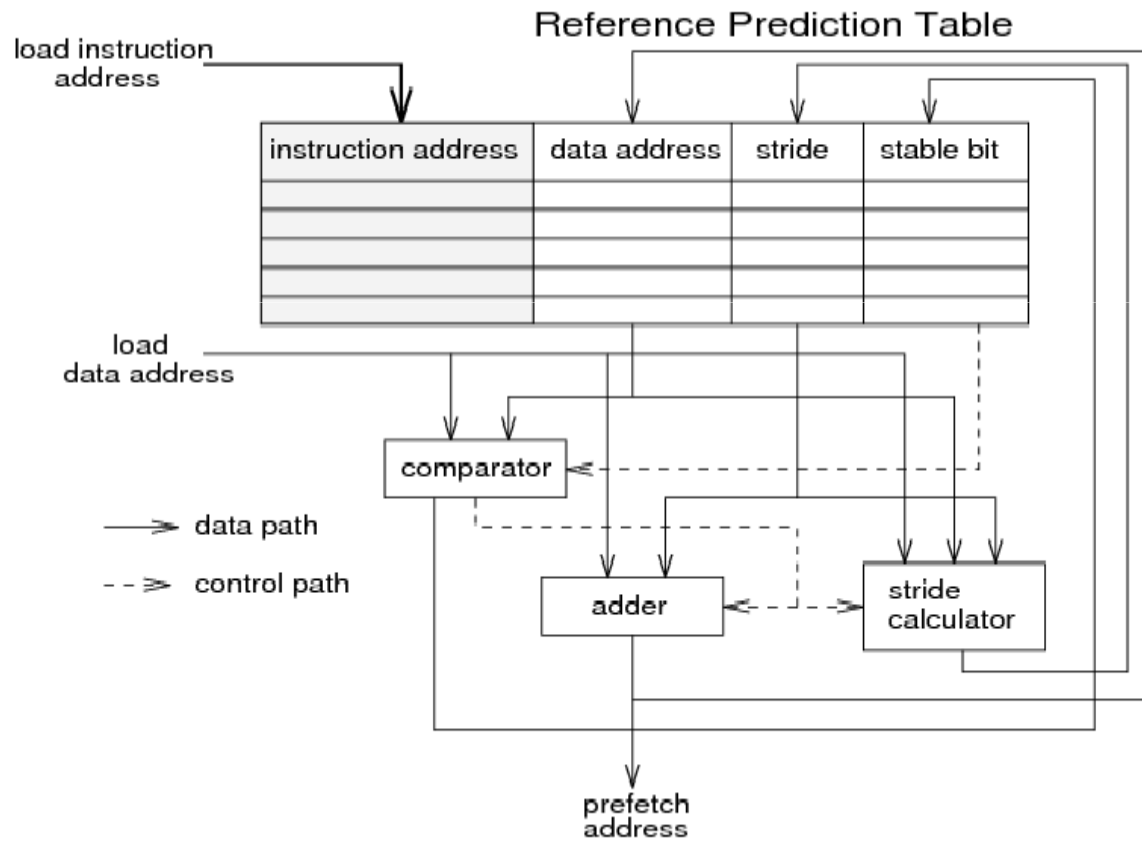 Reference Prediction Table
load instruction
address
instruction address
data address
stride
stable bit
load
data address
comparator
data path
control path
adder
stride
calculator
prefetch
address